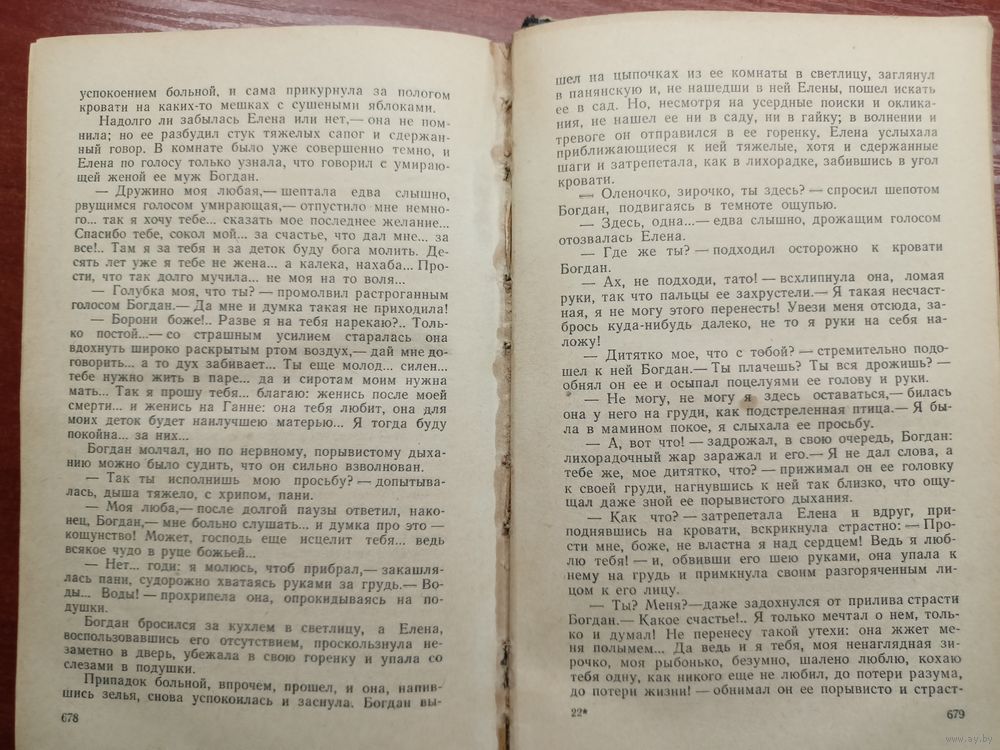 успокоением больной, и сама прикурнула за пологом
кровати на каких-то мешках с сушеными яблоками.
Надолго ли забылась Елена или нет,— она не пом-
нила; но ее разбудил стук тяжелых сапог и сдержан-
ный говор. В комнате было уже совершенно темно, и
Елена по голосу только узнала, что говорил с умираю-
щей женой ее муж Богдан.
— Дружино моя любая,— шептала едва слышно,
рвущимся голосом умирающая,— отпустило мне немно-
го... так я хочу тебе... сказать мое последнее желание...
Спасибо тебе, сокол мой... за счастье, что дал мне... за
все!.. Там я за тебя и за деток буду бога молить. Де-
сять лет уже я тебе не жена... а калека, нахаба... Про-
сти, что так долго мучила... не моя на то воля...
— Голубка моя, что ты? — промолвил растроганным
голосом Богдан.— Да мне и думка такая не приходила!
— Борони боже!.. Разве я на тебя нарекаю?.. Толь-
ко постой...— со страшным усилием старалась она
вдохнуть широко раскрытым ртом воздух,— дай мне до-
говорить... а то дух забивает... Ты еще молод... силен...
тебе нужно жить в паре... да и сиротам моим нужна
мать... Так я прошу тебя... благаю: женись после моей
смерти... и женись на Ганне: она тебя любит, она для
моих деток будет наилучшею матерью... Я тогда буду
покойна... за них...
Богдан молчал, но по нервному, порывистому дыха-
нию можно было судить, что он сильно взволнован.
— Так ты исполнишь мою просьбу? — допытыва-
лась, дыша тяжело, с хрипом, пани.
— Моя люба,— после долгой паузы ответил, нако-
нец, Богдан,— мне больно слушать... и думка про это —
кощунство! Может, господь еще исцелит тебя... ведь
всякое чудо в руце божьей...
— Нет... годи: я молюсь, чтоб прибрал,— закашля-
лась пани, судорожно хватаясь руками за грудь.— Во-
ды... Воды! — прохрипела она, опрокидываясь на по-
душки.
Богдан бросился за кухлем в светлицу, а Елена,
воспользовавшись его отсутствием, проскользнула не-
заметно в дверь, убежала в свою горенку и упала со
слезами в подушки.
Припадок больной, впрочем, прошел, и она, напив-
шись зелья, снова успокоилась и заснула. Богдан вы-
678
шел на цыпочках из ее комнаты в светлицу, заглянул
в панянскую и, не нашедши в ней Елены, пошел искать
ее в сад. Но, несмотря на усердные поиски и оклика-
ния, не нашел ее ни в саду, ни в гайку; в волнении и
тревоге он отправился в ее горенку. Елена услыхала
приближающиеся к ней тяжелые, хотя и сдержанные
шаги и затрепетала, как в лихорадке, забившись в угол
кровати.
— Оленочко, зирочко, ты здесь? — спросил шепотом
Богдан, подвигаясь в темноте ощупью.
— Здесь, одна...— едва слышно, дрожащим голосом
отозвалась Елена.
— Где же ты? — подходил осторожно к кровати
Богдан.
— Ах, не подходи, тато! — всхлипнула она, ломая
руки, так что пальцы ее захрустели.— Я такая несчаст-
ная, я не могу этого перенесть! Увези меня отсюда, за-
брось куда-нибудь далеко, не то я руки на себя на-
ложу!
— Дитятко мое, что с тобой? — стремительно подо-
шел к ней Богдан.— Ты плачешь? Ты вся дрожишь? —
обнял он ее и осыпал поцелуями ее голову и руки.
— Не могу, не могу я здесь оставаться,— билась
она у него на груди, как подстреленная птица.— Я бы-
ла в мамином покое, я слыхала ее просьбу.
— А, вот что! — задрожал, в свою очередь, Богдан:
лихорадочный жар заражал и его.— Я не дал слова, а
тебе же, мое дитятко, что? — прижимал он ее головку
к своей груди, нагнувшись к ней так близко, что ощу-
щал даже зной ее порывистого дыхания.
— Как что? — затрепетала Елена и вдруг, при-
поднявшись на кровати, вскрикнула страстно: — Про-
сти мне, боже, не властна я над сердцем! Ведь я люб-
лю тебя! — и, обвивши его шею руками, она упала к
нему на грудь и примкнула своим разгоряченным ли-
цом к его лицу.
— Ты? Меня?— даже задохнулся от прилива страсти
Богдан.— Какое счастье!.. Я только мечтал о нем, толь-
ко и думал! Не перенесу такой утехи: она жжет ме-
ня полымем... Да ведь и я тебя, моя ненаглядная зи-
рочко, моя рыбонько, безумно, шалено люблю, кохаю
тебя одну, как никого еще не любил, до потери разума,
до потери жизни! — обнимал он ее порывисто и страст-
22*
679
www.ay.by